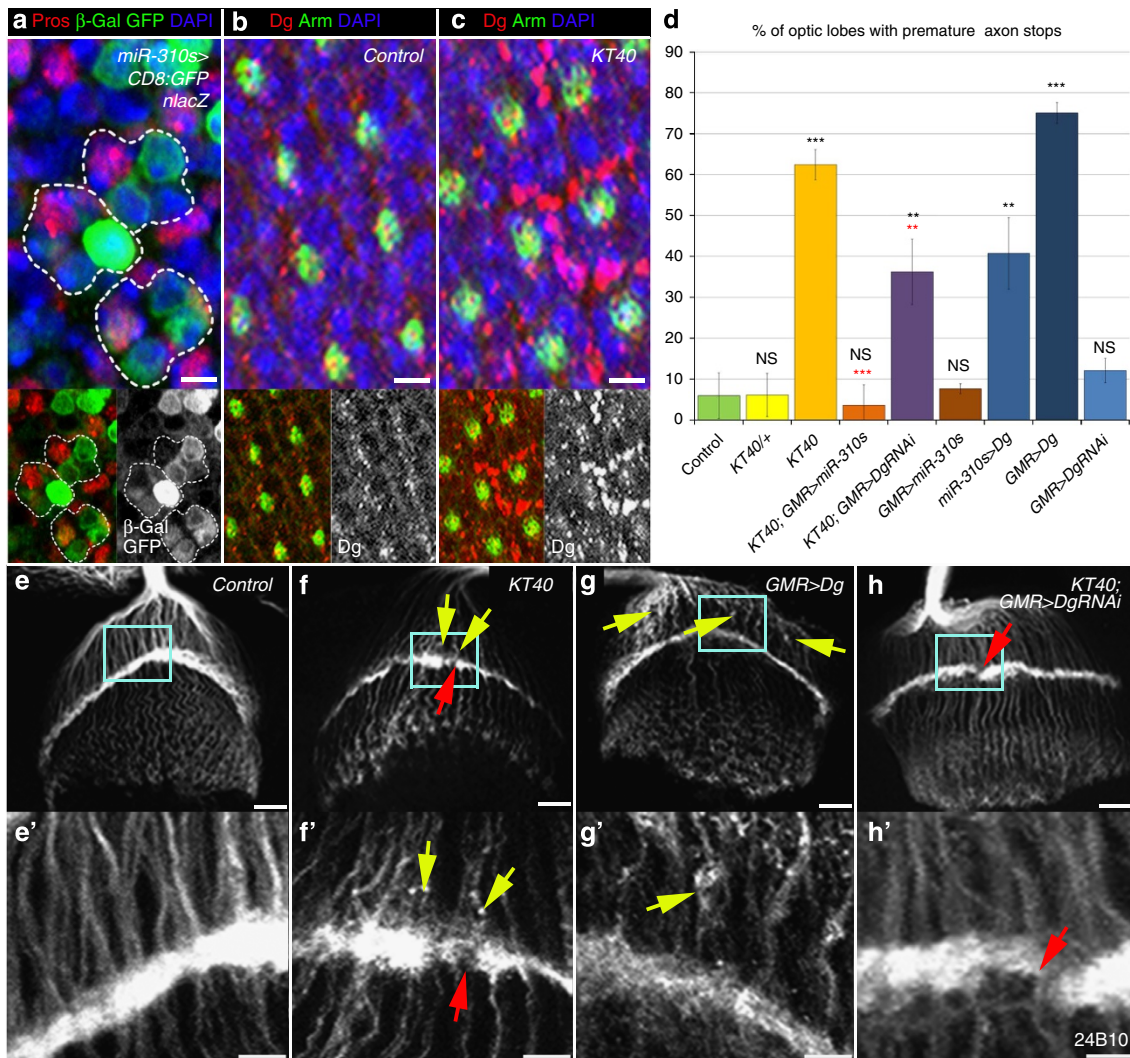 a Pros β-Gal GFP DAPI
miR-310s>
CD8:GFP
nlacZ
β-Gal
GFP
b Dg Arm DAPI
Control
Dg
c Dg Arm DAPI
KT40
Dg
d
% of optic lobes with premature axon stops
90
80
70
60
50
40
30
20
10
0
NS
***
NS
***
**
**
NS
**
***
NS
Control
KT40/+
KT40
KT40; GMR>miR-310s
KT40; GMR>DgRNAi
GMR>miR-310s
miR-310s>Dg
GMR>Dg
GMR>DgRNAi
e Control
f KT40
g GMR>Dg
h KT40;
GMR>DgRNAi
e'
f'
g'
h'
24B10